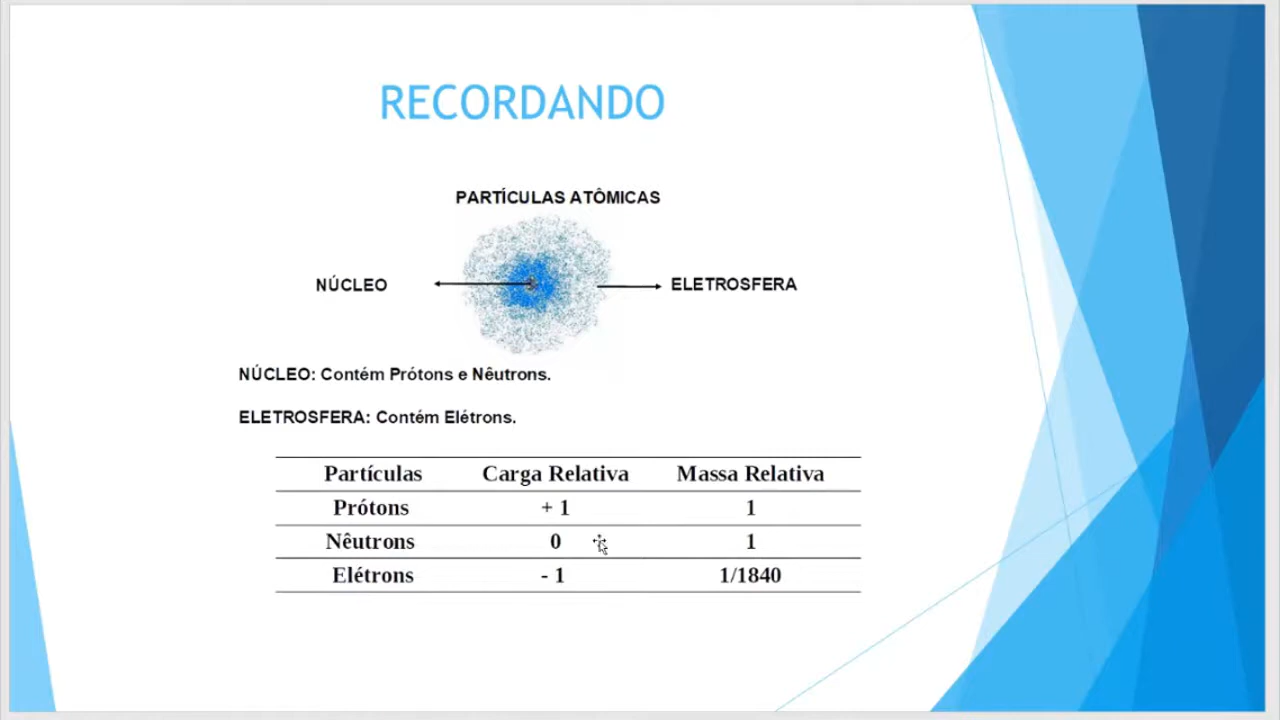 RECORDANDO
PARTÍCULAS ATÔMICAS
NÚCLEO
ELETROSFERA
NÚCLEO: Contém Prótons e Nêutrons.
ELETROSFERA: Contém Elétrons.
Partículas Carga Relativa Massa Relativa
Prótons + 1 1
Nêutrons 0 1
Elétrons - 1 1/1840